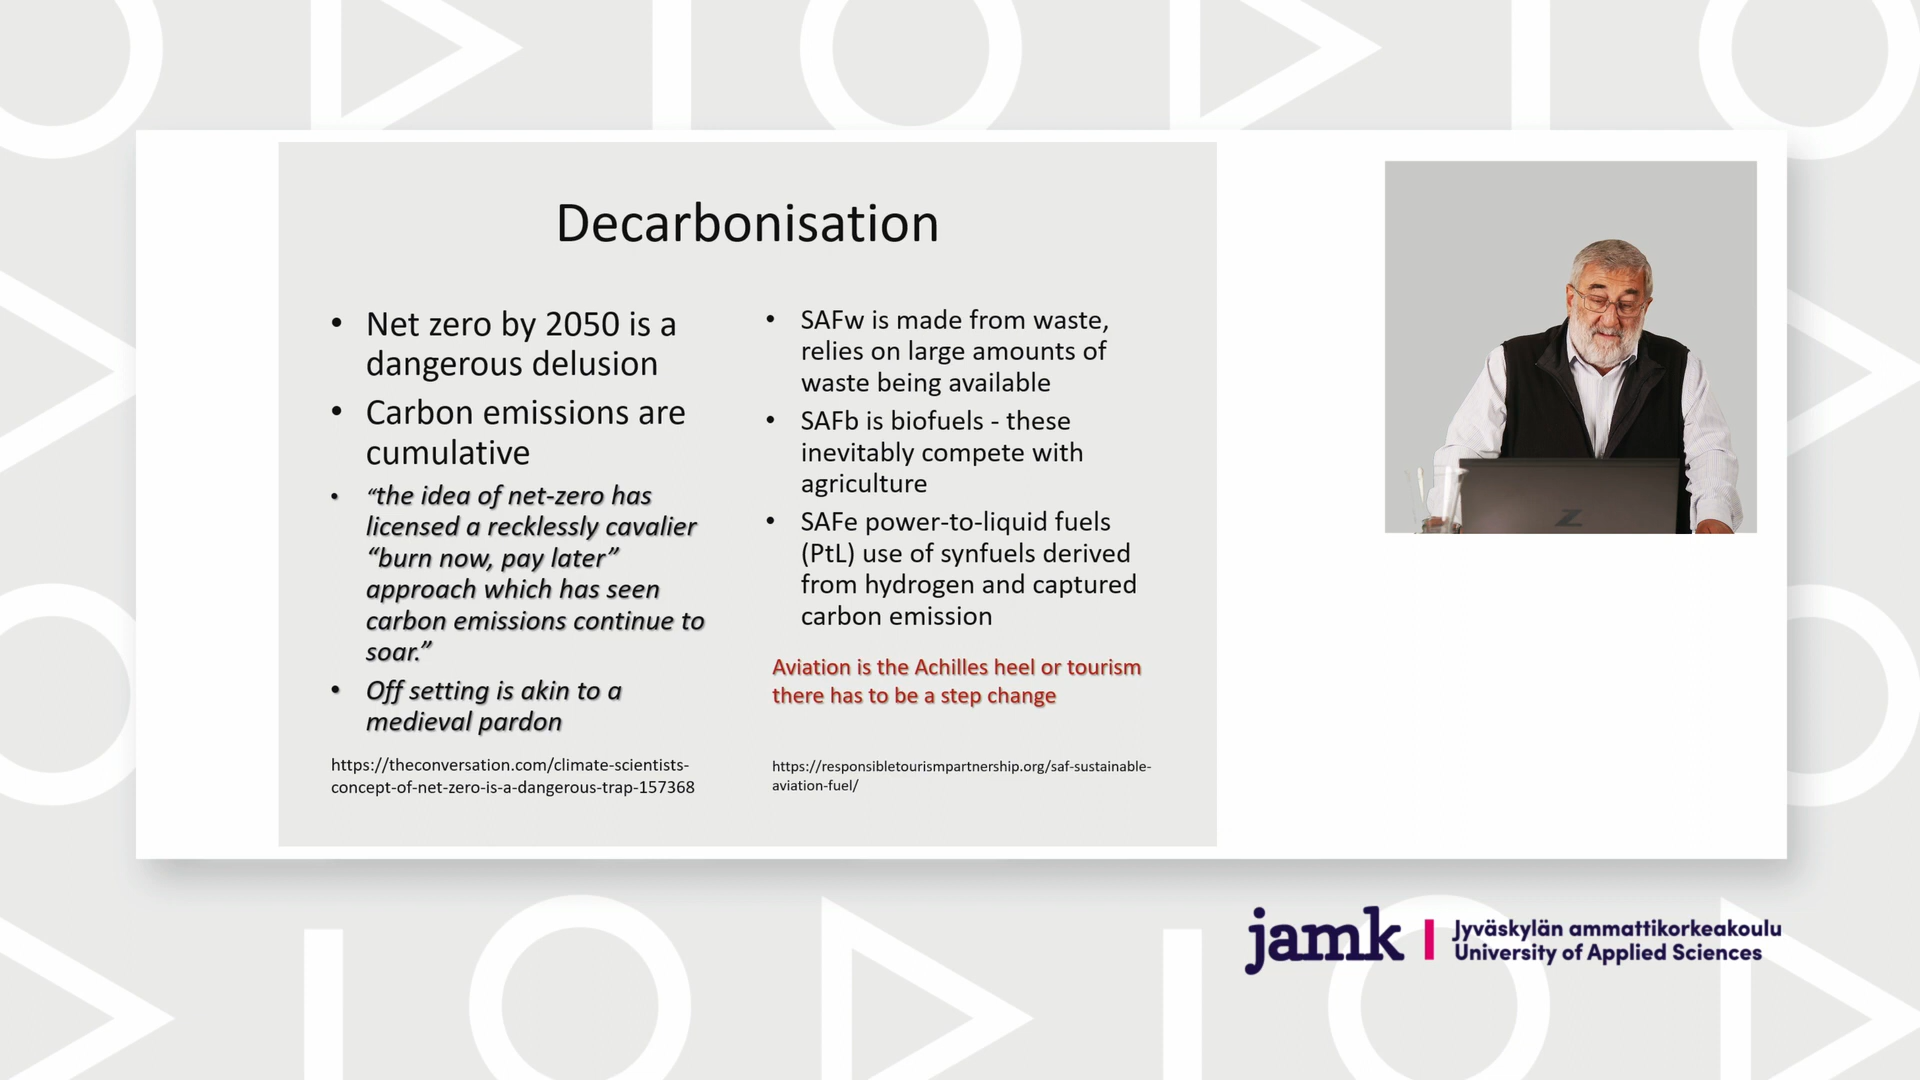 Decarbonisation
• Net zero by 2050 is a
dangerous delusion
• Carbon emissions are
cumulative
• “the idea of net-zero has
licensed a recklessly cavalier
“burn now, pay later”
approach which has seen
carbon emissions continue to
soar.”
• Off setting is akin to a
medieval pardon
https://theconversation.com/climate-scientists-
concept-of-net-zero-is-a-dangerous-trap-157368
• SAFw is made from waste,
relies on large amounts of
waste being available
• SAFb is biofuels - these
inevitably compete with
agriculture
• SAFe power-to-liquid fuels
(PtL) use of synfuels derived
from hydrogen and captured
carbon emission
Aviation is the Achilles heel or tourism
there has to be a step change
https://responsibletourismpartnership.org/saf-sustainable-
aviation-fuel/
jamk
Jyväskylän ammattikorkeakoulu
University of Applied Sciences